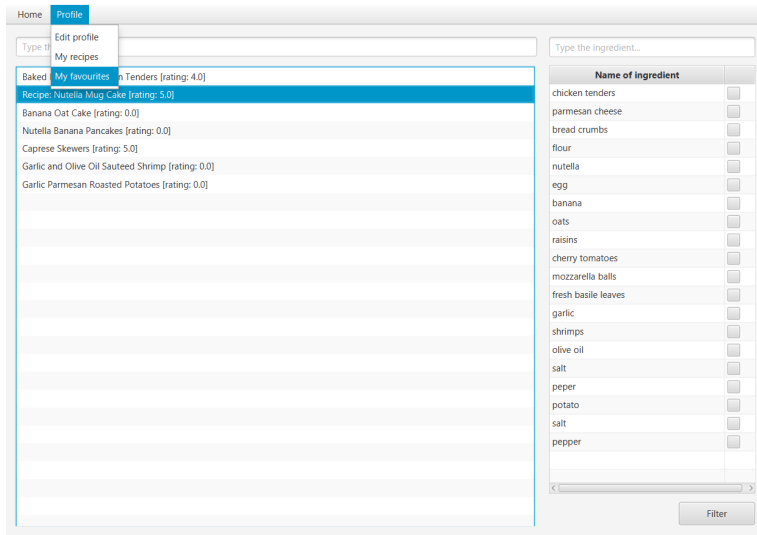 Home Profile
Edit profile
My recipes
My favourites
Type th
Type the ingredient...
Baked n Tenders [rating: 4.0]
Recipe: Nutella Mug Cake [rating: 5.0]
Banana Oat Cake [rating: 0.0]
Nutella Banana Pancakes [rating: 0.0]
Caprese Skewers [rating: 5.0]
Garlic and Olive Oil Sauteed Shrimp [rating: 0.0]
Garlic Parmesan Roasted Potatoes [rating: 0.0]
Name of ingredient
chicken tenders
parmesan cheese
bread crumbs
flour
nutella
egg
banana
oats
raisins
cherry tomatoes
mozzarella balls
fresh basile leaves
garlic
shrimps
olive oil
salt
peper
potato
salt
pepper
Filter